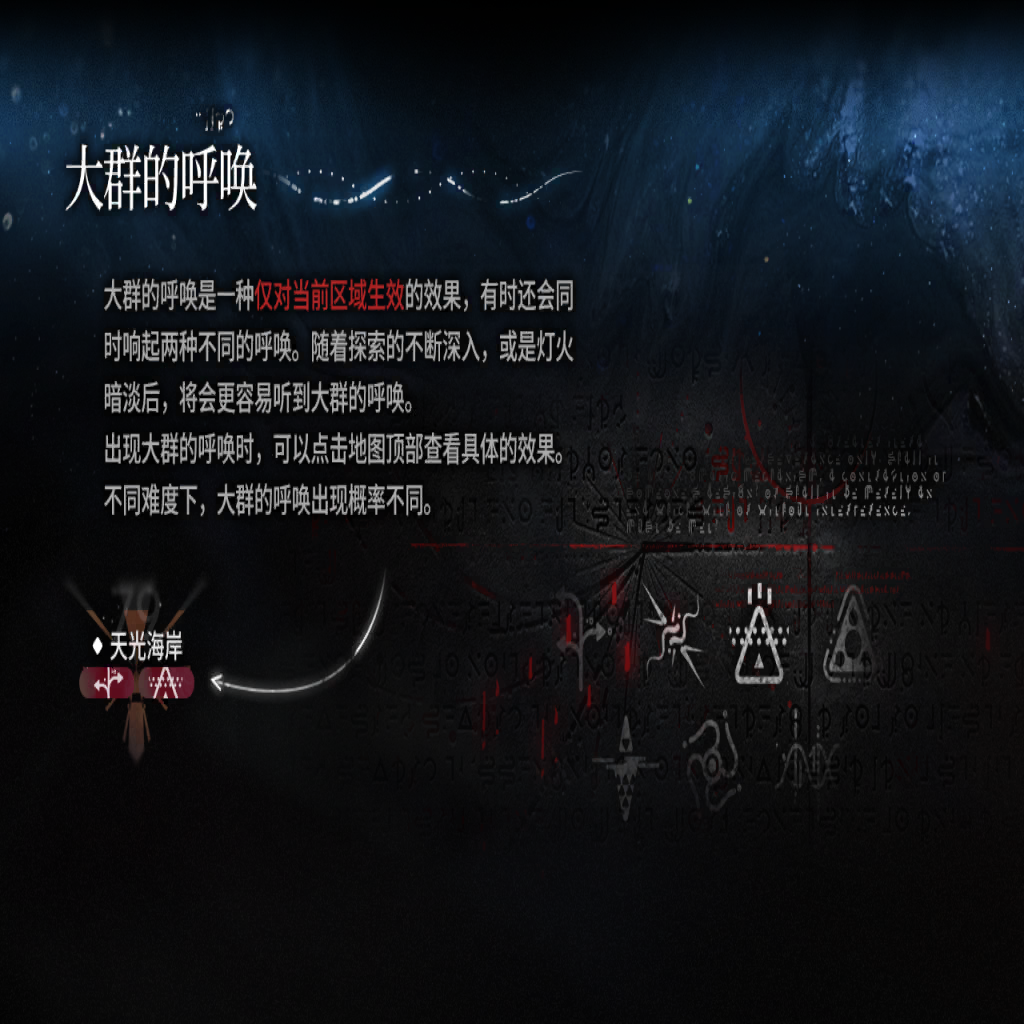 大群的呼唤
大群的呼唤是一种仅对当前区域生效的效果，有时还会同
时响起两种不同的呼唤。随着探索的不断深入，或是灯火
暗淡后，将会更容易听到大群的呼唤。
出现大群的呼唤时，可以点击地图顶部查看具体的效果。
不同难度下，大群的呼唤出现概率不同。
70
天光海岸